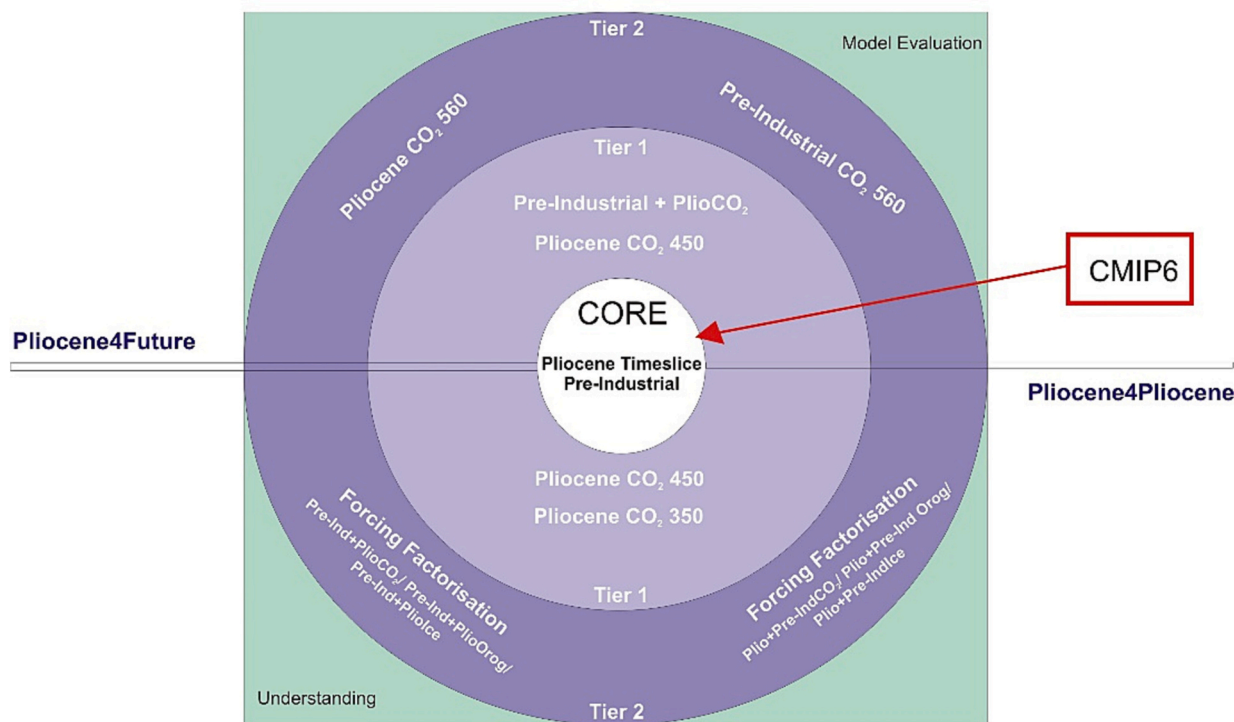 Tier 2
Model Evaluation
Pliocene CO₂ 560
Pre-Industrial CO₂ 560
Tier 1
Pre-Industrial + PlioCO₂
Pliocene CO₂ 450
CMIP6
CORE
Pliocene4Future
Pliocene Timeslice
Pre-Industrial
Pliocene4Pliocene
Pliocene CO₂ 450
Pliocene CO₂ 350
Forcing Factorisation
Pre-Ind+PlioCO₂/ Pre-Ind+PlioOrog/
Pre-Ind+PlioIce
Forcing Factorisation
Plio+Pre-IndCO₂/ Plio+Pre-Ind Orog/
Plio+Pre-IndIce
Tier 1
Understanding
Tier 2